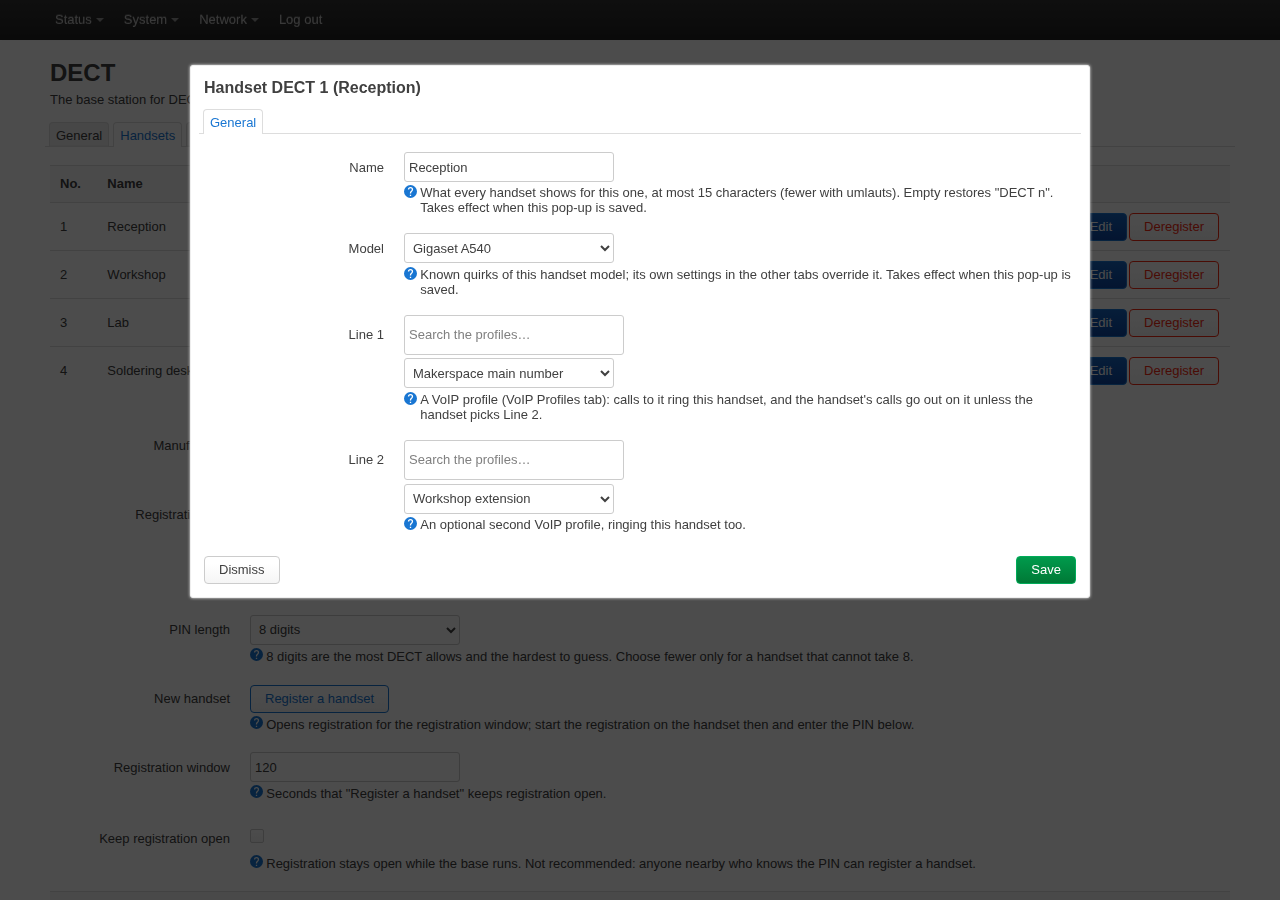 Status System Network Log out
DECT
The base station for DEC
General Handsets
No. Name
1 Reception Edit Deregister
2 Workshop Edit Deregister
3 Lab Edit Deregister
4 Soldering desk Edit Deregister
Manuf
Registrati
Handset DECT 1 (Reception)
General
Name Reception
What every handset shows for this one, at most 15 characters (fewer with umlauts). Empty restores "DECT n".
Takes effect when this pop-up is saved.
Model Gigaset A540
Known quirks of this handset model; its own settings in the other tabs override it. Takes effect when this pop-up is
saved.
Line 1 Search the profiles…
Makerspace main number
A VoIP profile (VoIP Profiles tab): calls to it ring this handset, and the handset's calls go out on it unless the
handset picks Line 2.
Line 2 Search the profiles…
Workshop extension
An optional second VoIP profile, ringing this handset too.
Dismiss Save
PIN length 8 digits
8 digits are the most DECT allows and the hardest to guess. Choose fewer only for a handset that cannot take 8.
New handset Register a handset
Opens registration for the registration window; start the registration on the handset then and enter the PIN below.
Registration window 120
Seconds that "Register a handset" keeps registration open.
Keep registration open
Registration stays open while the base runs. Not recommended: anyone nearby who knows the PIN can register a handset.